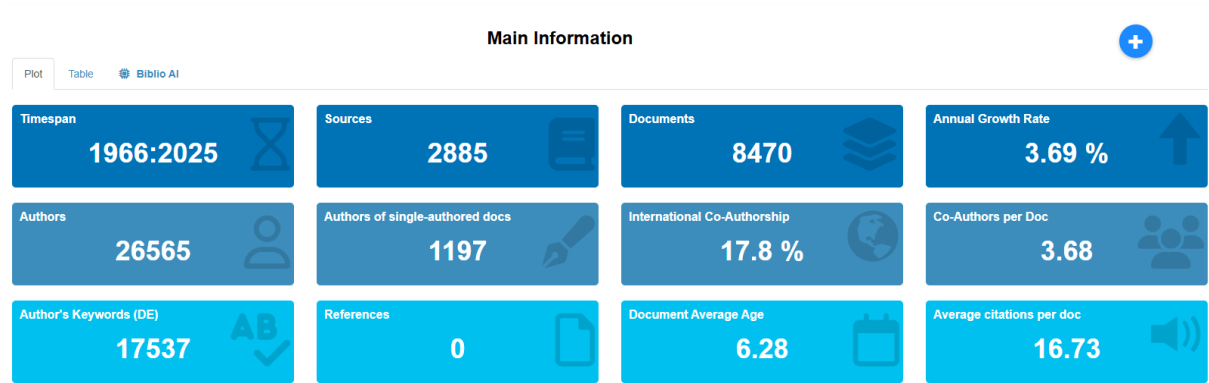 Main Information
Plot
Table
Biblio AI
Timespan
1966:2025
Sources
2885
Documents
8470
Annual Growth Rate
3.69 %
Authors
26565
Authors of single-authored docs
1197
International Co-Authorship
17.8 %
Co-Authors per Doc
3.68
Author's Keywords (DE)
17537
AB
References
0
Document Average Age
6.28
Average citations per doc
16.73